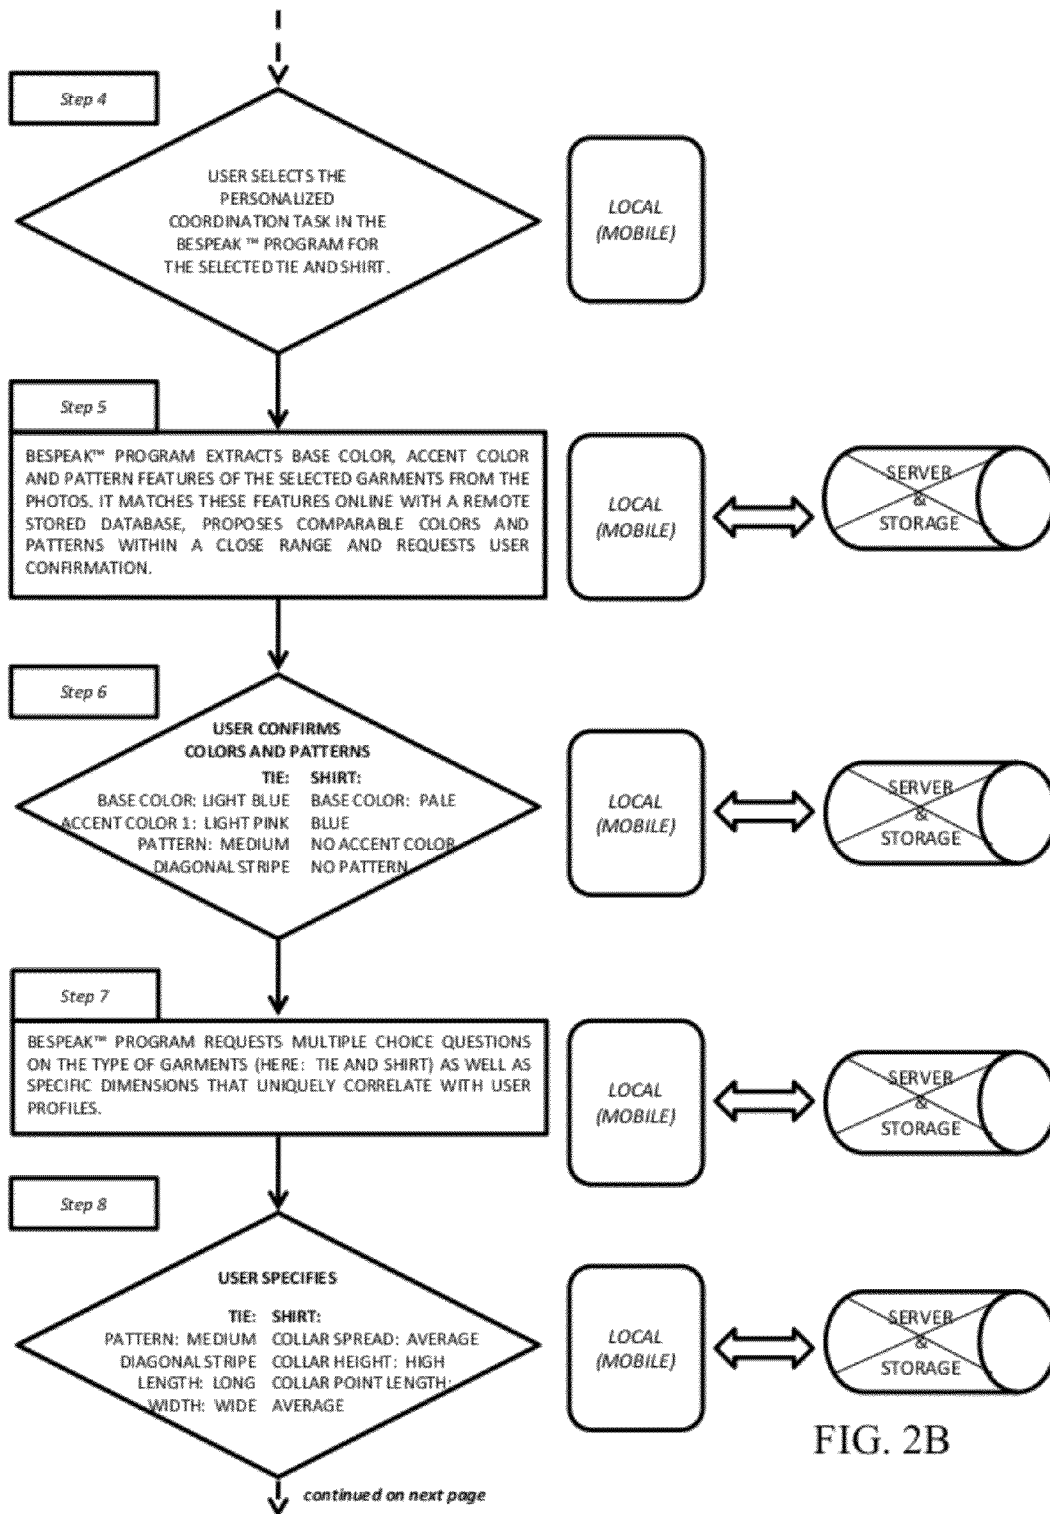 Step 4
USER SELECTS THE
PERSONALIZED
COORDINATION TASK IN THE
BESPEAK™ PROGRAM FOR
THE SELECTED TIE AND SHIRT.
LOCAL
(MOBILE)
Step 5
BESPEAK™ PROGRAM EXTRACTS BASE COLOR, ACCENT COLOR
AND PATTERN FEATURES OF THE SELECTED GARMENTS FROM THE
PHOTOS. IT MATCHES THESE FEATURES ONLINE WITH A REMOTE
STORED DATABASE, PROPOSES COMPARABLE COLORS AND
PATTERNS WITHIN A CLOSE RANGE AND REQUESTS USER
CONFIRMATION.
LOCAL
(MOBILE)
SERVER
&
STORAGE
Step 6
USER CONFIRMS
COLORS AND PATTERNS
TIE: SHIRT:
BASE COLOR: LIGHT BLUE BASE COLOR: PALE
ACCENT COLOR 1: LIGHT PINK BLUE
PATTERN: MEDIUM NO ACCENT COLOR
DIAGONAL STRIPE NO PATTERN
LOCAL
(MOBILE)
SERVER
&
STORAGE
Step 7
BESPEAK™ PROGRAM REQUESTS MULTIPLE CHOICE QUESTIONS
ON THE TYPE OF GARMENTS (HERE: TIE AND SHIRT) AS WELL AS
SPECIFIC DIMENSIONS THAT UNIQUELY CORRELATE WITH USER
PROFILES.
LOCAL
(MOBILE)
SERVER
&
STORAGE
Step 8
USER SPECIFIES
TIE: SHIRT:
PATTERN: MEDIUM COLLAR SPREAD: AVERAGE
DIAGONAL STRIPE COLLAR HEIGHT: HIGH
LENGTH: LONG COLLAR POINT LENGTH:
WIDTH: WIDE AVERAGE
LOCAL
(MOBILE)
SERVER
&
STORAGE
FIG. 2B
continued on next page